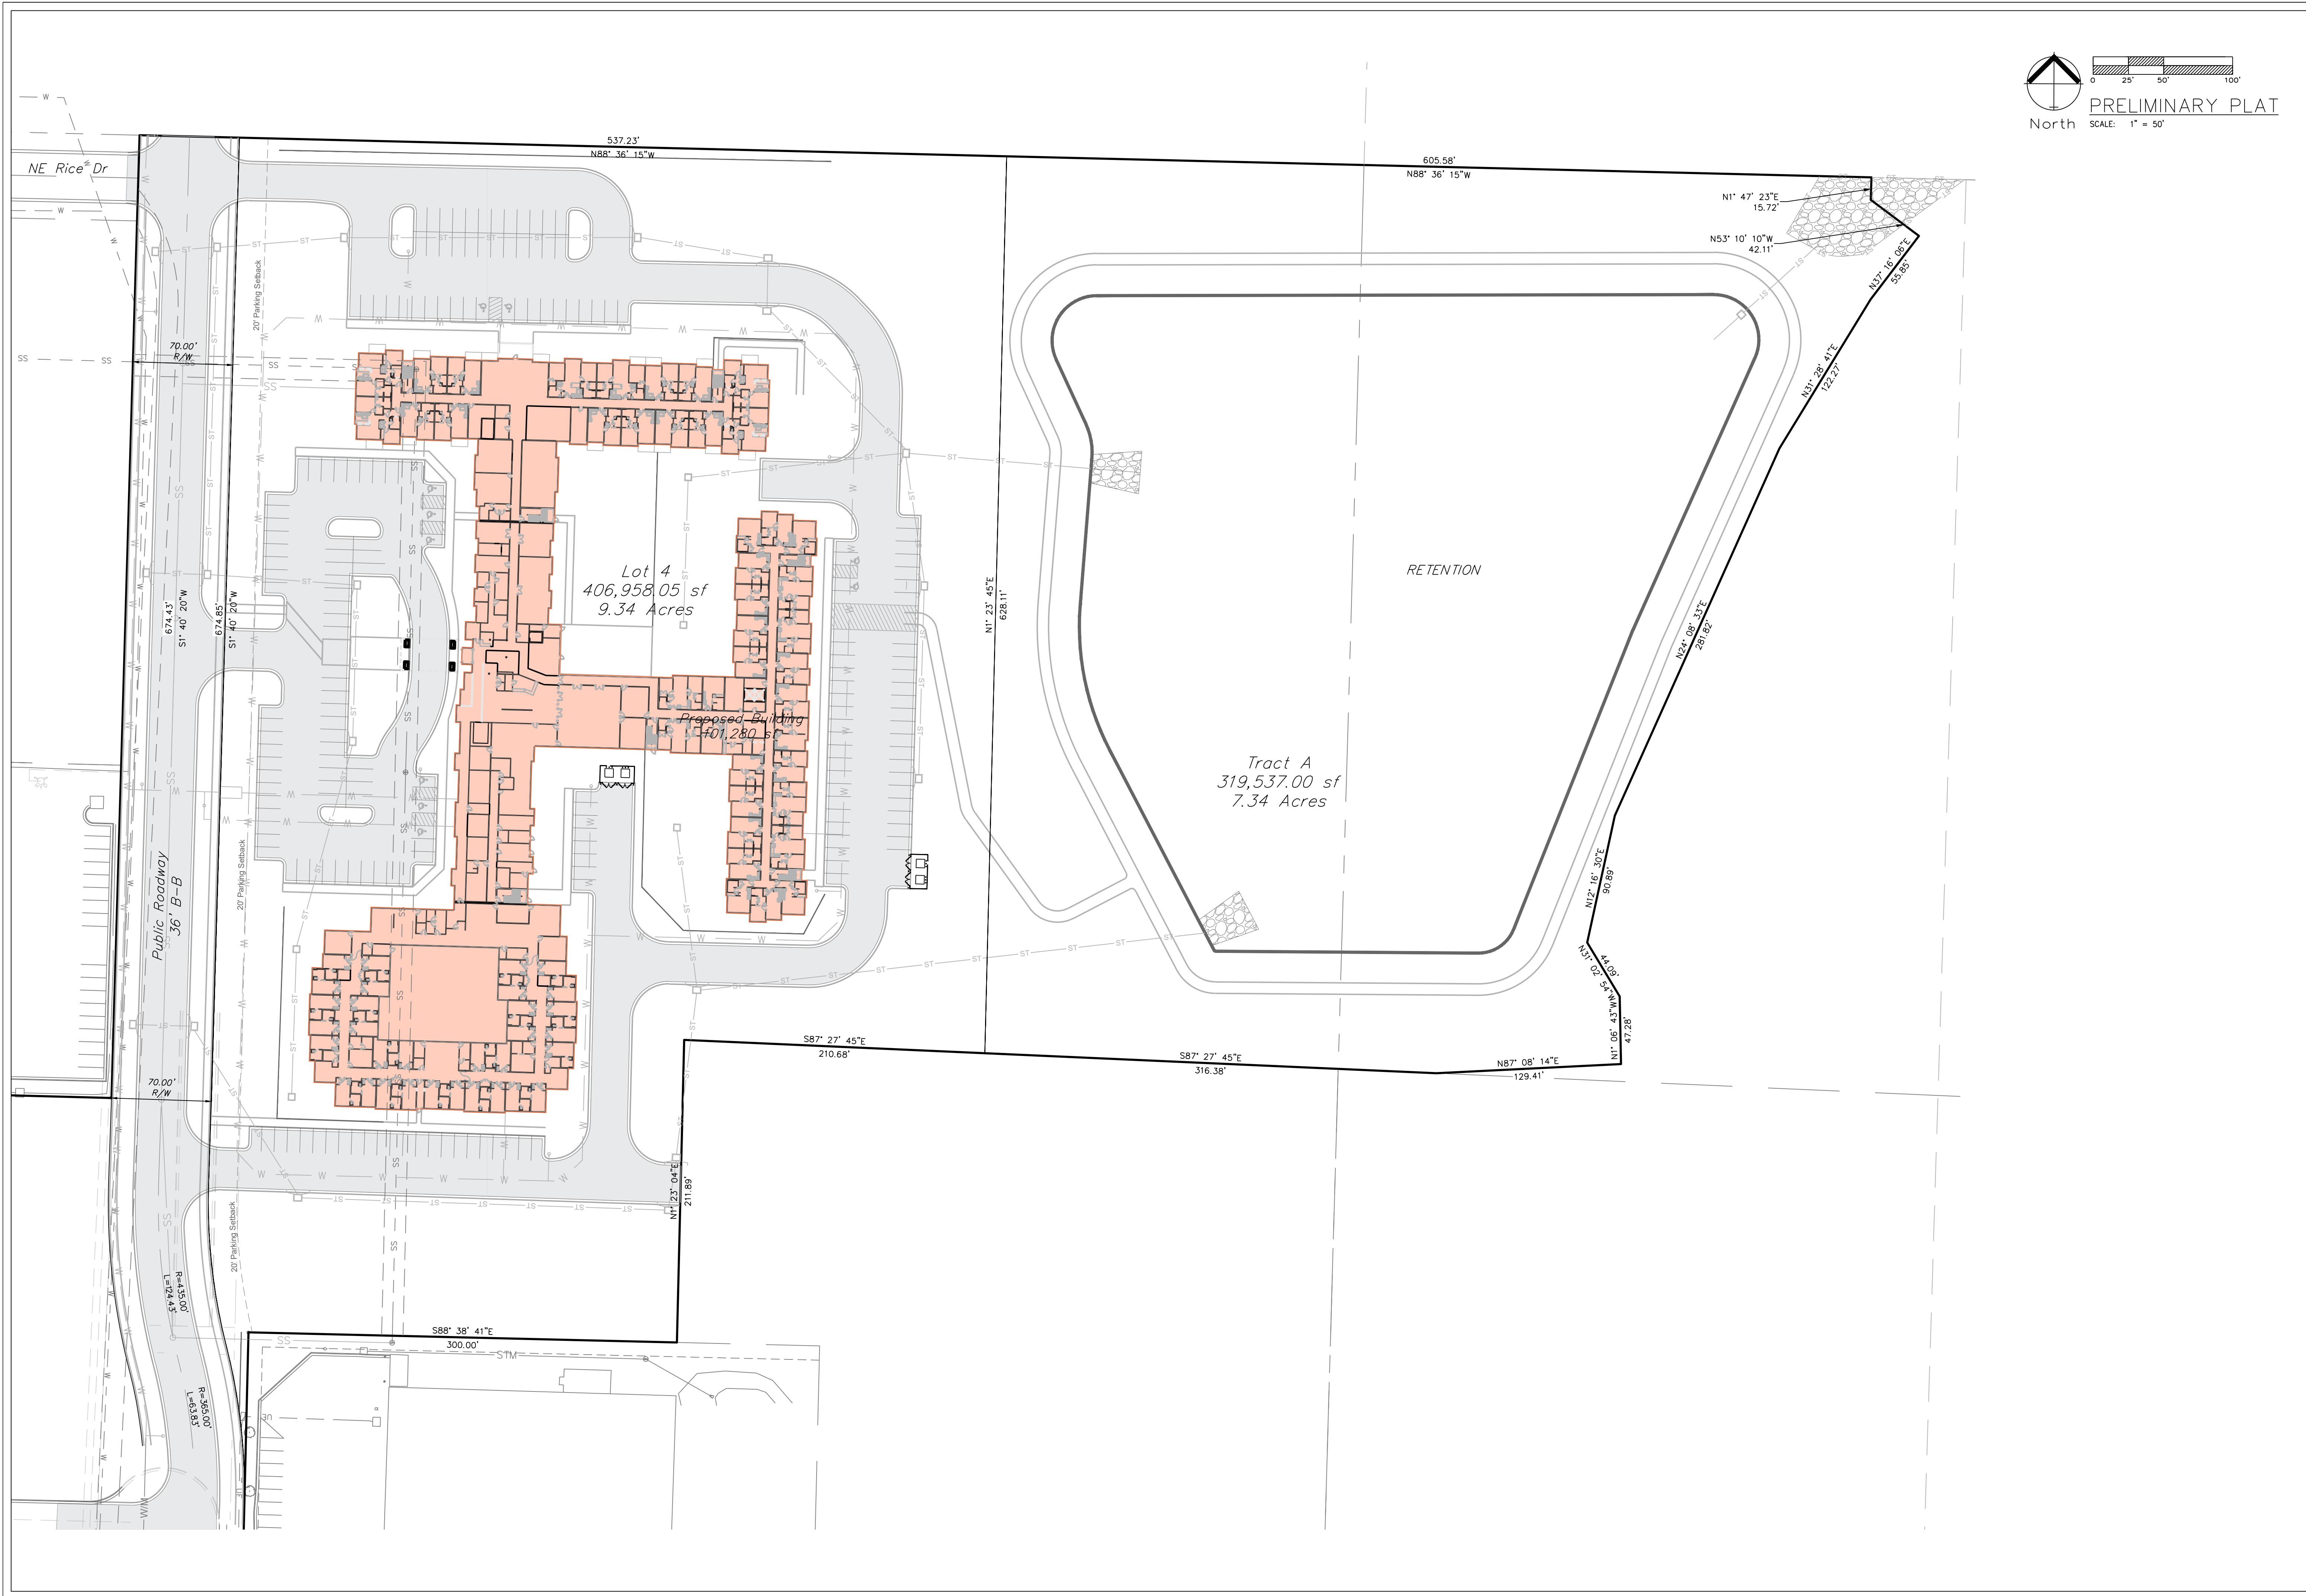 0 25' 50' 100'
PRELIMINARY PLAT
SCALE: 1" = 50'
North
W
NE Rice Dr
537.23'
N88° 36' 15"W
605.58'
N88° 36' 15"W
N1° 47' 23"E
15.72'
N53° 10' 10"W
42.11'
N37° 16' 06"E
55.85'
N31° 28' 41"E
122.27'
20' Parking Setback
70.00'
R/W
SS
ST
W
Lot 4
406,958.05 sf
9.34 Acres
N1° 23' 45"E
628.11'
RETENTION
674.43'
S1° 40' 20"W
674.85'
S1° 40' 20"W
N24° 08' 33"E
281.82'
Proposed Building
101,280 sf
Tract A
319,537.00 sf
7.34 Acres
Public Roadway
36' B-B
20' Parking Setback
N12° 16' 30"E
90.89'
44.09'
N31° 02' 54"W
N1° 06' 43"W
47.28'
S87° 27' 45"E
210.68'
S87° 27' 45"E
316.38'
N87° 08' 14"E
129.41'
70.00'
R/W
N1° 23' 04"E
211.89'
20' Parking Setback
R=435.00'
L=124.43'
S88° 38' 41"E
300.00'
STM
R=365.00'
L=63.83'
UE